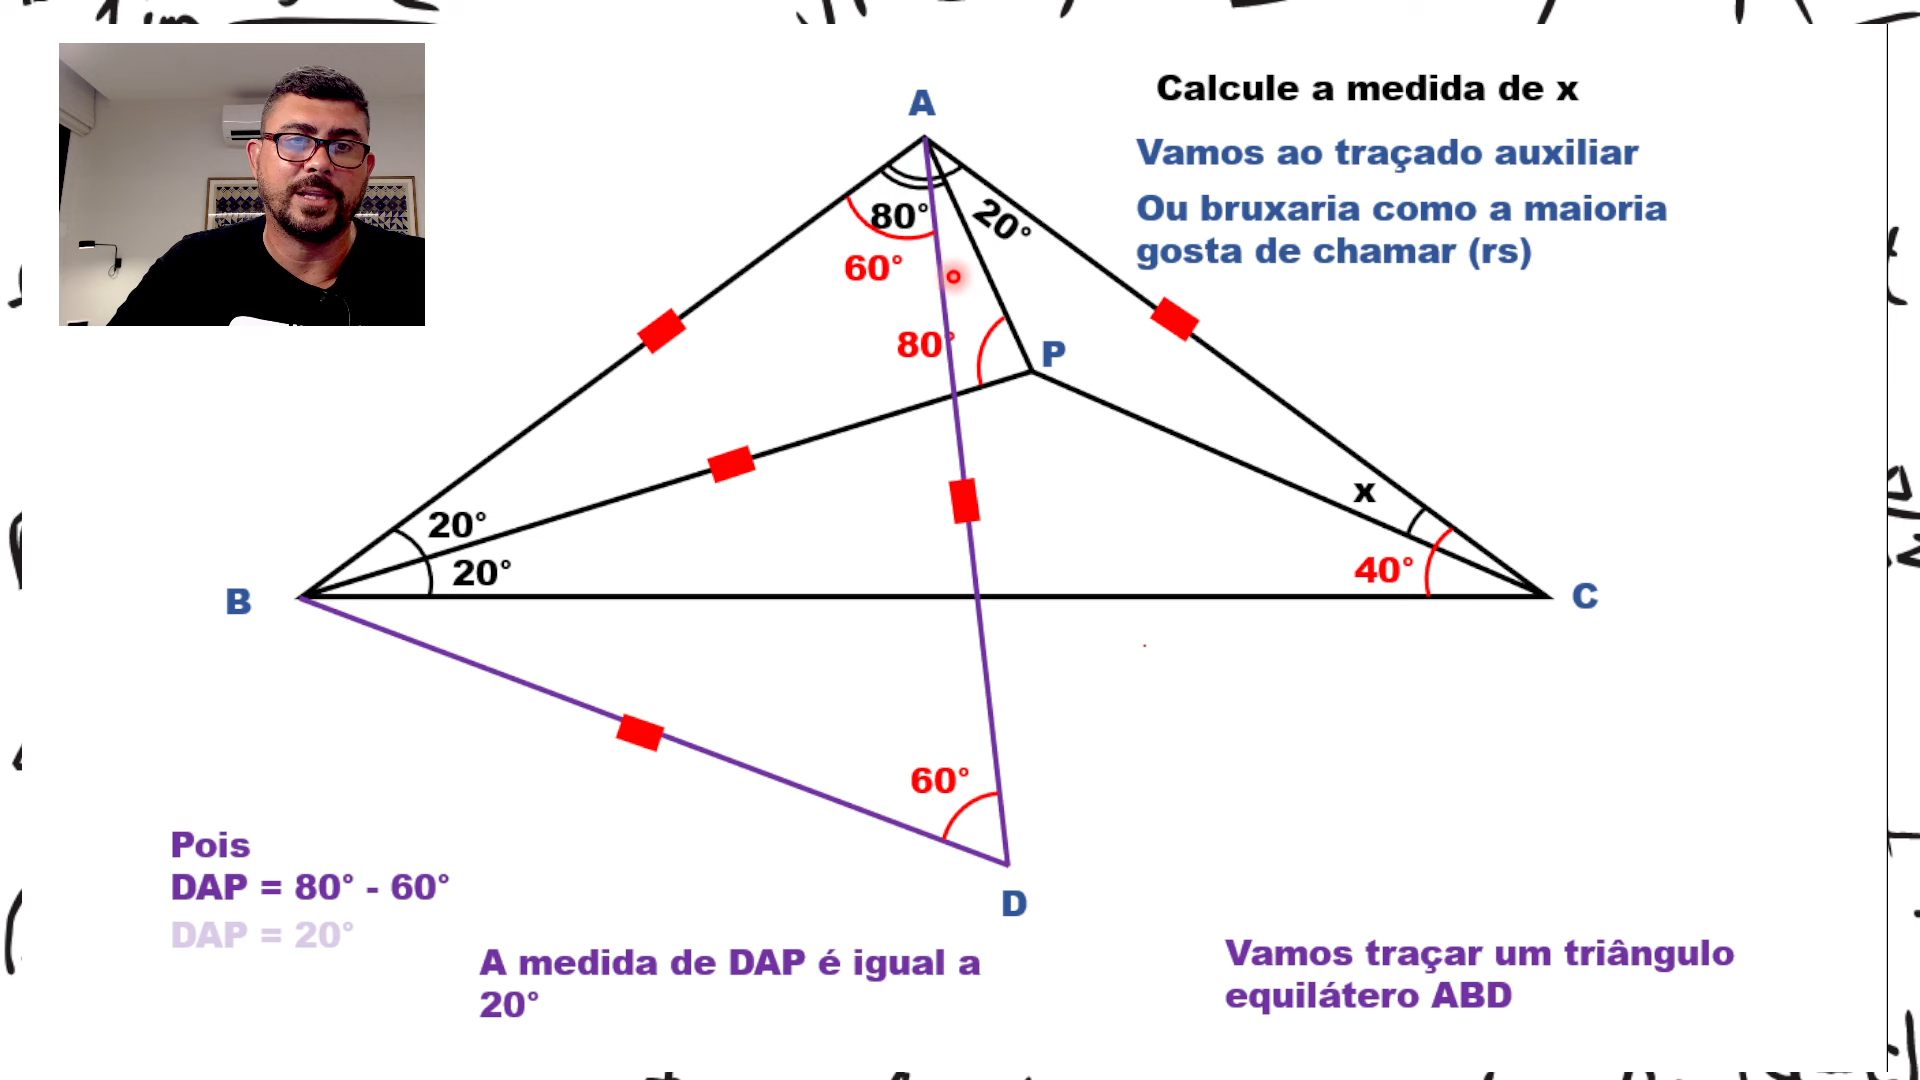 Calcule a medida de x
Vamos ao traçado auxiliar
Ou bruxaria como a maioria
gosta de chamar (rs)
A
80°
20°
60°
80°
P
x
20°
20°
40°
B
C
60°
D
Pois
DAP = 80° - 60°
DAP = 20°
A medida de DAP é igual a
20°
Vamos traçar um triângulo
equilátero ABD